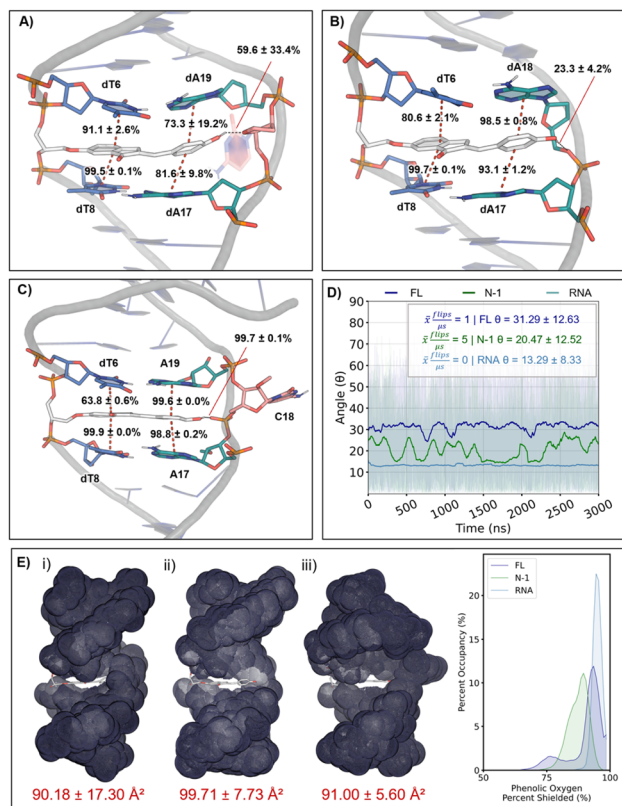 A)
59.6 ± 33.4%
dT6
dA19
91.1 ± 2.6%
73.3 ± 19.2%
99.5 ± 0.1%
81.6 ± 9.8%
dT8
dA17
B)
dA18
23.3 ± 4.2%
dT6
80.6 ± 2.1%
98.5 ± 0.8%
99.7 ± 0.1%
93.1 ± 1.2%
dT8
dA17
C)
99.7 ± 0.1%
dT6
A19
63.8 ± 0.6%
99.6 ± 0.0%
C18
99.9 ± 0.0%
98.8 ± 0.2%
dT8
A17
D)
FL N-1 RNA
x̄ flips/μs = 1 | FL θ = 31.29 ± 12.63
x̄ flips/μs = 5 | N-1 θ = 20.47 ± 12.52
x̄ flips/μs = 0 | RNA θ = 13.29 ± 8.33
Angle (θ)
90
80
70
60
50
40
30
20
10
0 500 1000 1500 2000 2500 3000
Time (ns)
E)
i) ii) iii)
90.18 ± 17.30 Å² 99.71 ± 7.73 Å² 91.00 ± 5.60 Å²
FL
N-1
RNA
Percent Occupancy (%)
20
15
10
5
0
50 75 100
Phenolic Oxygen
Percent Shielded (%)